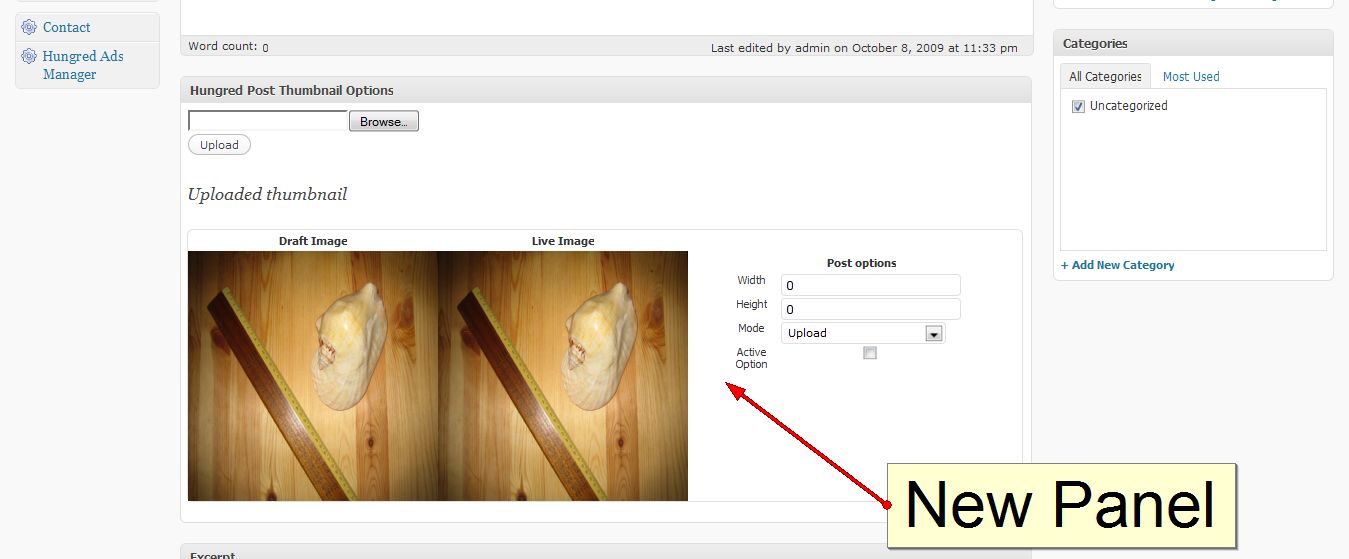 Contact
Hungred Ads
Manager
Word count: 0
Last edited by admin on October 8, 2009 at 11:33 pm
Hungred Post Thumbnail Options
Browse...
Upload
Uploaded thumbnail
Draft Image
Live Image
Post options
Width
0
Height
0
Mode
Upload
Active
Option
New Panel
Categories
All Categories
Most Used
Uncategorized
+ Add New Category
Excerpt